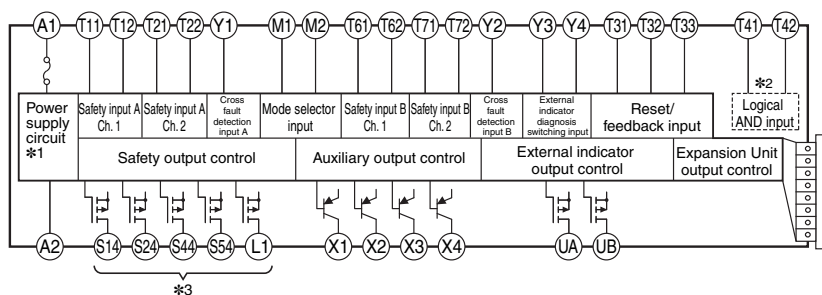 A1 T11 T12 T21 T22 Y1 M1 M2 T61 T62 T71 T72 Y2 Y3 Y4 T31 T32 T33 T41 T42
*2
Power
supply
circuit
*1
Safety input A
Ch. 1
Safety input A
Ch. 2
Cross
fault
detection
input A
Mode selector
input
Safety input B
Ch. 1
Safety input B
Ch. 2
Cross
fault
detection
input B
External
indicator
diagnosis
switching input
Reset/
feedback input
Logical
AND input
Safety output control
Auxiliary output control
External indicator
output control
Expansion Unit
output control
A2 S14 S24 S44 S54 L1 X1 X2 X3 X4 UA UB
*3